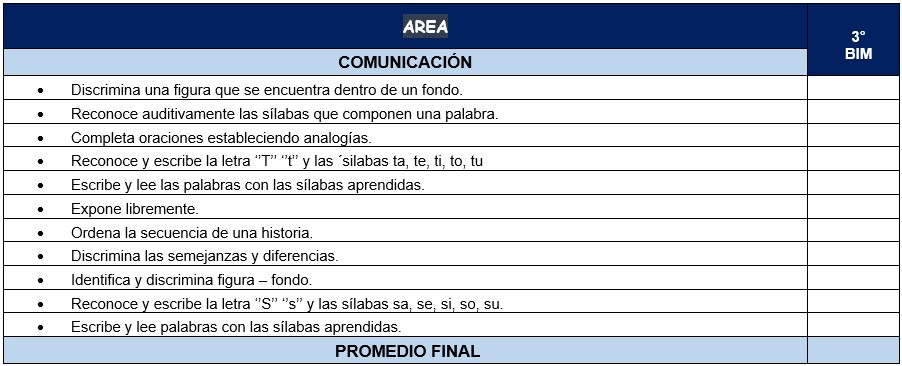 AREA
3°
BIM
COMUNICACIÓN
• Discrimina una figura que se encuentra dentro de un fondo.
• Reconoce auditivamente las sílabas que componen una palabra.
• Completa oraciones estableciendo analogías.
• Reconoce y escribe la letra ‘’T’’ ‘’t’’ y las ´silabas ta, te, ti, to, tu
• Escribe y lee las palabras con las sílabas aprendidas.
• Expone libremente.
• Ordena la secuencia de una historia.
• Discrimina las semejanzas y diferencias.
• Identifica y discrimina figura – fondo.
• Reconoce y escribe la letra ‘’S’’ ‘’s’’ y las sílabas sa, se, si, so, su.
• Escribe y lee palabras con las sílabas aprendidas.
PROMEDIO FINAL